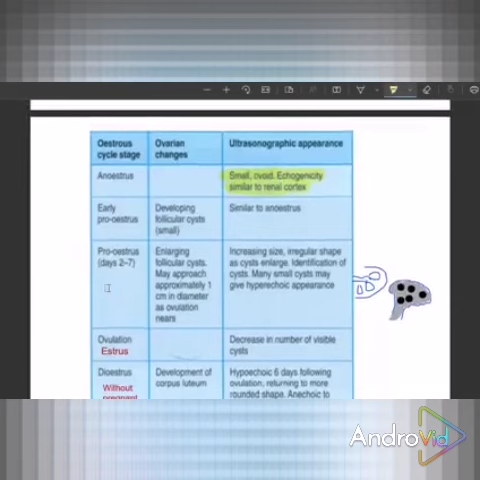 Oestrous
cycle stage
Ovarian
changes
Ultrasonographic appearance
Anoestrus
Small, ovoid. Echogenicity
similar to renal cortex
Early
pro-oestrus
Developing
follicular cysts
(small)
Similar to anoestrus
Pro-oestrus
(days 2–7)
Enlarging
follicular cysts.
May approach
approximately 1
cm in diameter
as ovulation
nears
Increasing size, irregular shape
as cysts enlarge. Identification of
cysts. Many small cysts may
give hyperechoic appearance
Ovulation
Estrus
Decrease in number of visible
cysts
Dioestrus
Without
pregnant
Development of
corpus luteum
Hypoechoic 6 days following
ovulation, returning to more
rounded shape. Anechoic to
AndroVid